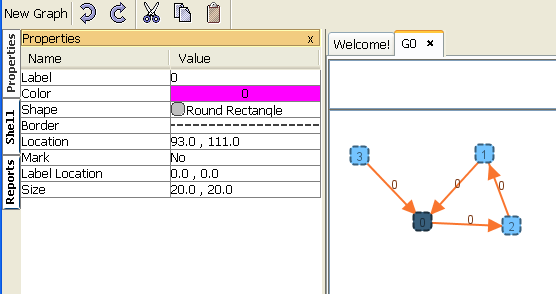 New Graph
Properties x
Name Value
Label 0
Color 0
Shape Round Rectangle
Border
Location 93.0 , 111.0
Mark No
Label Location 0.0 , 0.0
Size 20.0 , 20.0
Properties
Shell
Reports
Welcome! G0 ×
3
1
0
0
0
0
0
2